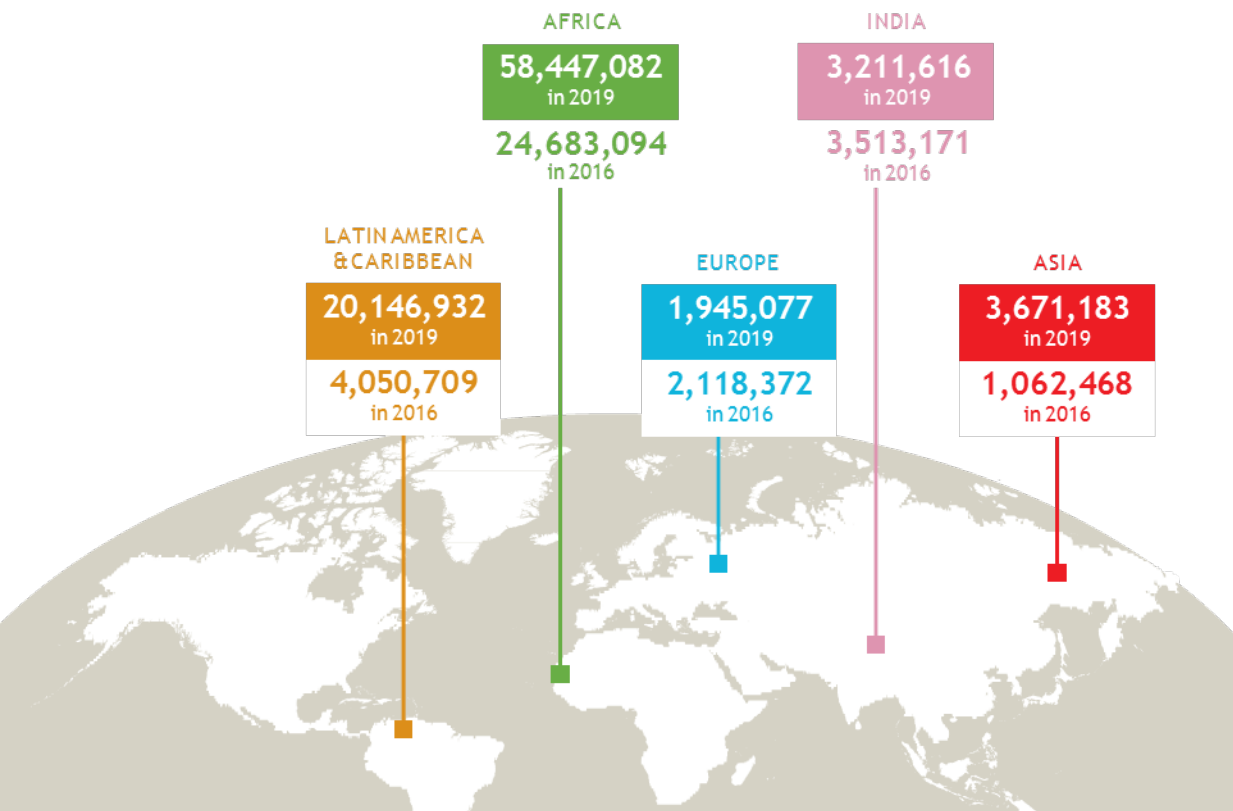 AFRICA
58,447,082
in 2019
24,683,094
in 2016
INDIA
3,211,616
in 2019
3,513,171
in 2016
LATIN AMERICA
& CARIBBEAN
20,146,932
in 2019
4,050,709
in 2016
EUROPE
1,945,077
in 2019
2,118,372
in 2016
ASIA
3,671,183
in 2019
1,062,468
in 2016